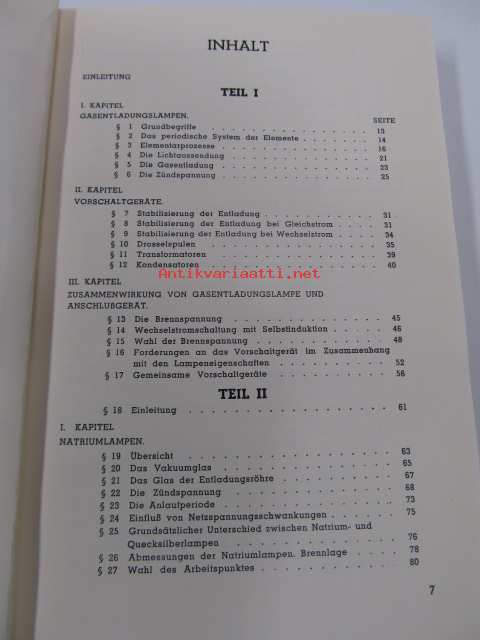 INHALT
EINLEITUNG
TEIL I
I. KAPITEL
GASENTLADUNGSLAMPEN. SEITE
§ 1 Grundbegriffe . . . . . . . . . . . . . 13
§ 2 Das periodische System der Elemente . . . . . . . 14
§ 3 Elementarprozesse . . . . . . . . . . . . 16
§ 4 Die Lichtaussendung . . . . . . . . . . . 21
§ 5 Die Gasentladung . . . . . . . . . . . . 23
§ 6 Die Zündspannung . . . . . . . . . . . . 25
II. KAPITEL
VORSCHALTGERÄTE.
§ 7 Stabilisierung der Entladung . . . . . . . . . 31
§ 8 Stabilisierung der Entladung bei Gleichstrom . . . . 31
§ 9 Stabilisierung der Entladung bei Wechselstrom . . . 34
§ 10 Drosselspulen . . . . . . . . . . . . . 35
§ 11 Transformatoren . . . . . . . . . . . . 39
§ 12 Kondensatoren . . . . . . . . . . . . . 40
Antikvariaatti.net
III. KAPITEL
ZUSAMMENWIRKUNG VON GASENTLADUNGSLAMPE UND
ANSCHLUßGERÄT.
§ 13 Die Brennspannung . . . . . . . . . . . 45
§ 14 Wechselstromschaltung mit Selbstinduktion . . . . 46
§ 15 Wahl der Brennspannung . . . . . . . . . 48
§ 16 Forderungen an das Vorschaltgerät im Zusammenhang
mit den Lampeneigenschaften . . . . . . . . 52
§ 17 Gemeinsame Vorschaltgeräte . . . . . . . . 56
TEIL II
§ 18 Einleitung . . . . . . . . . . . . . . 61
I. KAPITEL
NATRIUMLAMPEN.
§ 19 Übersicht . . . . . . . . . . . . . . 63
§ 20 Das Vakuumglas . . . . . . . . . . . . 65
§ 21 Das Glas der Entladungsröhre . . . . . . . . 67
§ 22 Die Zündspannung . . . . . . . . . . . 68
§ 23 Die Anlaufperiode . . . . . . . . . . . 73
§ 24 Einfluß von Netzspannungsschwankungen . . . . . 75
§ 25 Grundsätzlicher Unterschied zwischen Natrium- und
Quecksilberlampen . . . . . . . . . . . 76
§ 26 Abmessungen der Natriumlampen. Brennlage . . . . 78
§ 27 Wahl des Arbeitspunktes . . . . . . . . . 80
7